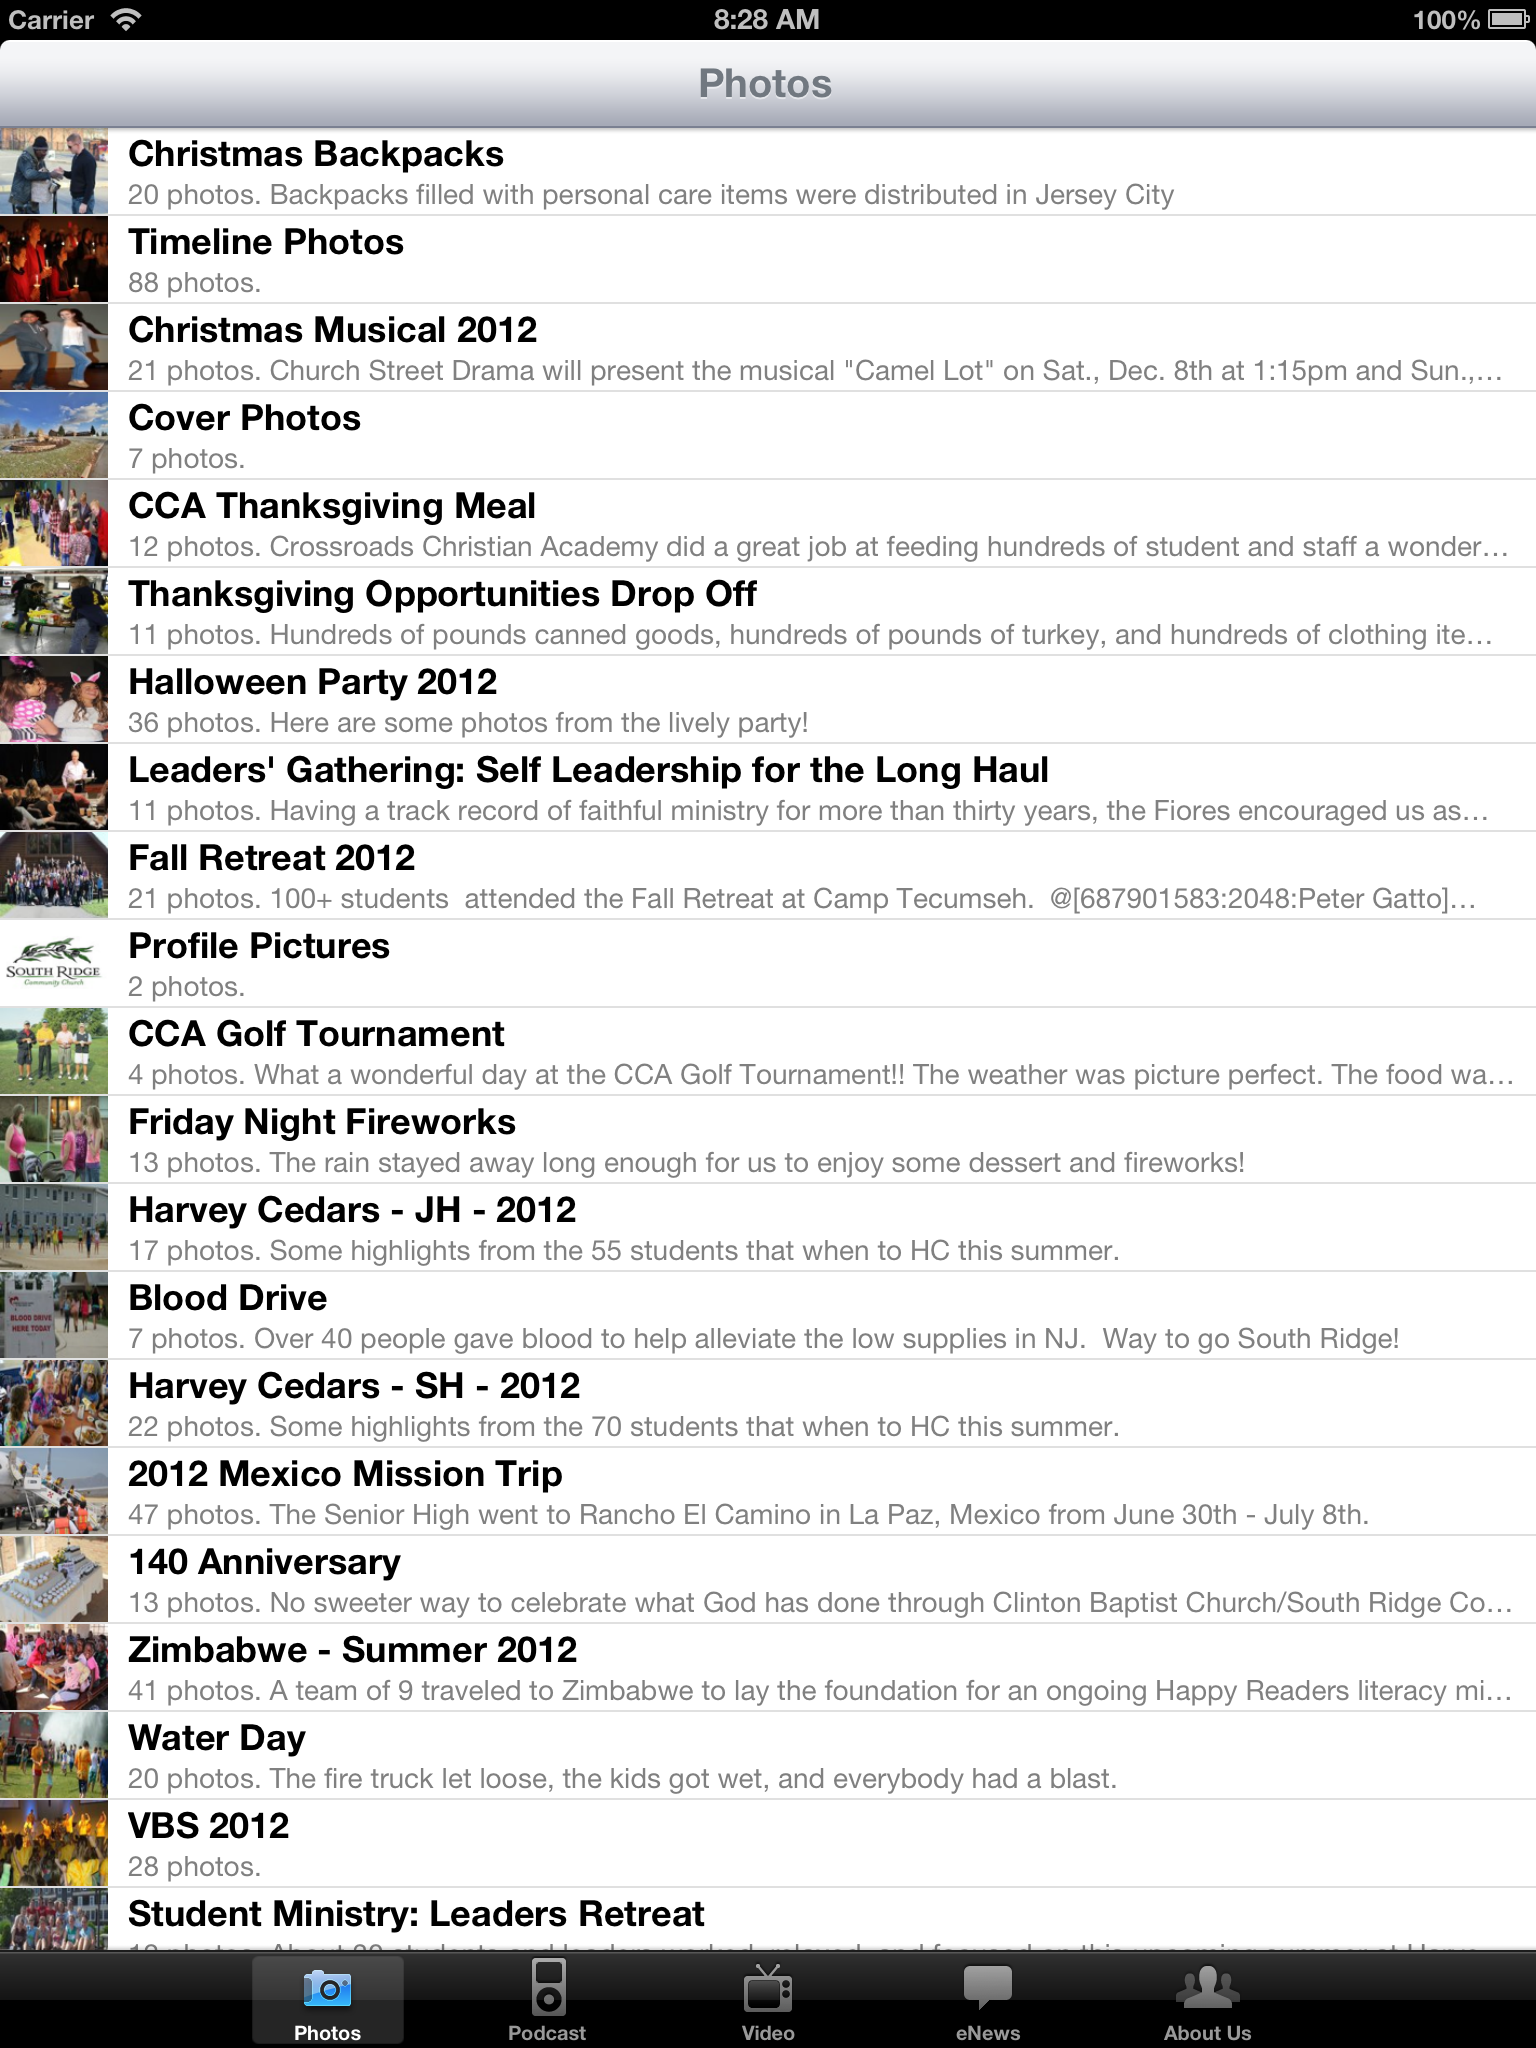 Carrier 8:28 AM 100%
Photos
Christmas Backpacks
20 photos. Backpacks filled with personal care items were distributed in Jersey City
Timeline Photos
88 photos.
Christmas Musical 2012
21 photos. Church Street Drama will present the musical "Camel Lot" on Sat., Dec. 8th at 1:15pm and Sun.,...
Cover Photos
7 photos.
CCA Thanksgiving Meal
12 photos. Crossroads Christian Academy did a great job at feeding hundreds of student and staff a wonder...
Thanksgiving Opportunities Drop Off
11 photos. Hundreds of pounds canned goods, hundreds of pounds of turkey, and hundreds of clothing ite...
Halloween Party 2012
36 photos. Here are some photos from the lively party!
Leaders' Gathering: Self Leadership for the Long Haul
11 photos. Having a track record of faithful ministry for more than thirty years, the Fiores encouraged us as...
Fall Retreat 2012
21 photos. 100+ students  attended the Fall Retreat at Camp Tecumseh.  @[687901583:2048:Peter Gatto]...
SOUTH RIDGE
Community Church
Profile Pictures
2 photos.
CCA Golf Tournament
4 photos. What a wonderful day at the CCA Golf Tournament!! The weather was picture perfect. The food wa...
Friday Night Fireworks
13 photos. The rain stayed away long enough for us to enjoy some dessert and fireworks!
Harvey Cedars - JH - 2012
17 photos. Some highlights from the 55 students that when to HC this summer.
BLOOD DRIVE
HERE TODAY
Blood Drive
7 photos. Over 40 people gave blood to help alleviate the low supplies in NJ.  Way to go South Ridge!
Harvey Cedars - SH - 2012
22 photos. Some highlights from the 70 students that when to HC this summer.
2012 Mexico Mission Trip
47 photos. The Senior High went to Rancho El Camino in La Paz, Mexico from June 30th - July 8th.
140 Anniversary
13 photos. No sweeter way to celebrate what God has done through Clinton Baptist Church/South Ridge Co...
Zimbabwe - Summer 2012
41 photos. A team of 9 traveled to Zimbabwe to lay the foundation for an ongoing Happy Readers literacy mi...
Water Day
20 photos. The fire truck let loose, the kids got wet, and everybody had a blast.
VBS 2012
28 photos.
Student Ministry: Leaders Retreat
Photos Podcast Video eNews About Us